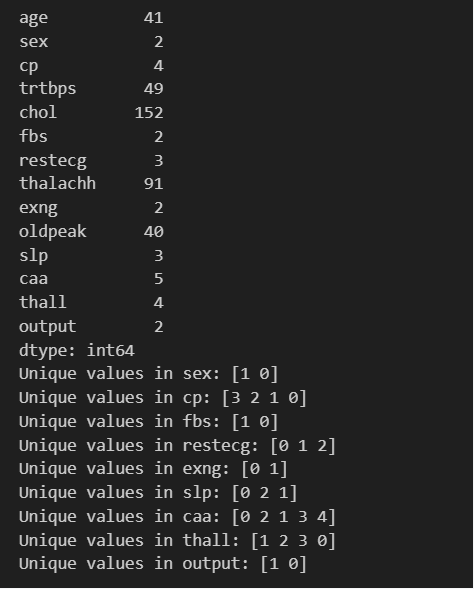 age 41
sex 2
cp 4
trtbps 49
chol 152
fbs 2
restecg 3
thalachh 91
exng 2
oldpeak 40
slp 3
caa 5
thall 4
output 2
dtype: int64
Unique values in sex: [1 0]
Unique values in cp: [3 2 1 0]
Unique values in fbs: [1 0]
Unique values in restecg: [0 1 2]
Unique values in exng: [0 1]
Unique values in slp: [0 2 1]
Unique values in caa: [0 2 1 3 4]
Unique values in thall: [1 2 3 0]
Unique values in output: [1 0]